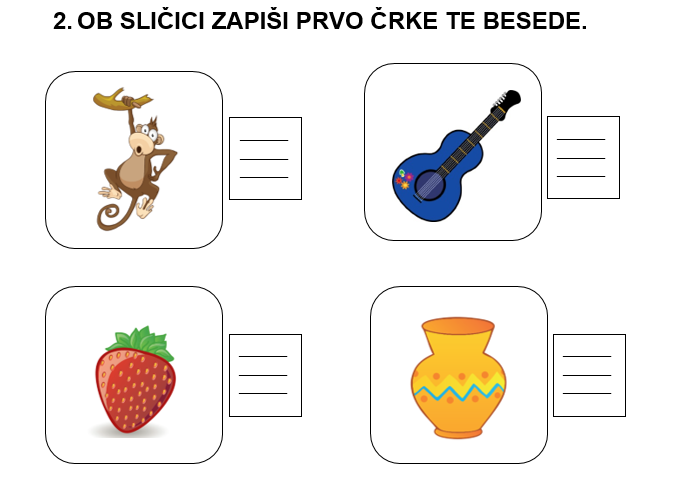 2. OB SLIČICI ZAPIŠI PRVO ČRKE TE BESEDE.